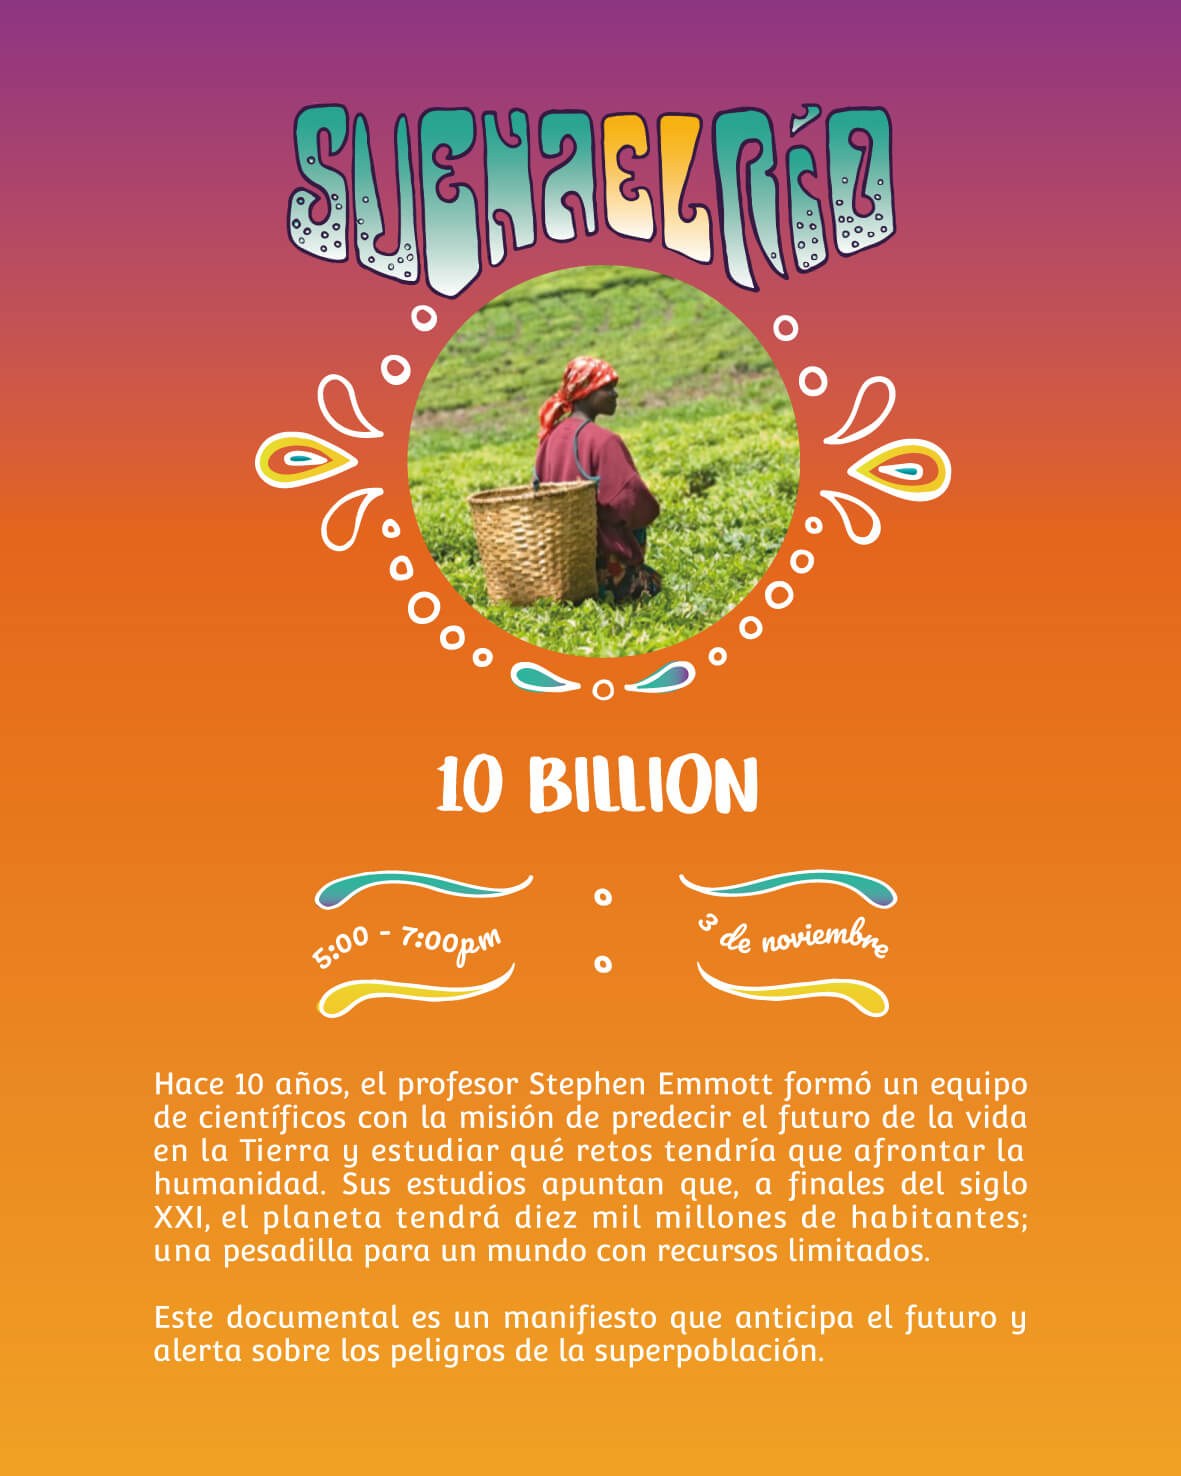 SUENAELRÍO
10 BILLION
5:00 - 7:00pm
3 de noviembre
Hace 10 años, el profesor Stephen Emmott formó un equipo
de científicos con la misión de predecir el futuro de la vida
en la Tierra y estudiar qué retos tendría que afrontar la
humanidad. Sus estudios apuntan que, a finales del siglo
XXI, el planeta tendrá diez mil millones de habitantes;
una pesadilla para un mundo con recursos limitados.
Este documental es un manifiesto que anticipa el futuro y
alerta sobre los peligros de la superpoblación.